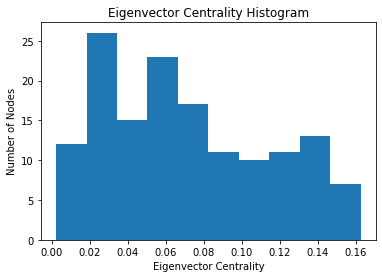 Eigenvector Centrality Histogram
Number of Nodes
25
20
15
10
5
0
0.00 0.02 0.04 0.06 0.08 0.10 0.12 0.14 0.16
Eigenvector Centrality